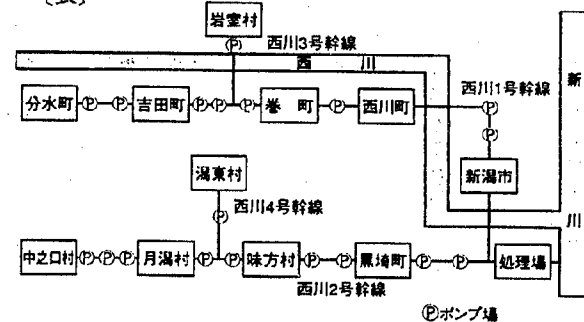 (表)
岩室村
Ⓟ 西川3号幹線
西 川
分水町 Ⓟ Ⓟ 吉田町 Ⓟ Ⓟ Ⓟ 巻 町 Ⓟ 西川町
西川1号幹線
Ⓟ
Ⓟ
新
川
潟東村
新潟市
Ⓟ 西川4号幹線
中之口村 Ⓟ Ⓟ Ⓟ 月潟村 Ⓟ Ⓟ 味方村 Ⓟ Ⓟ 黒埼町 Ⓟ Ⓟ 処理場
西川2号幹線
Ⓟポンプ場